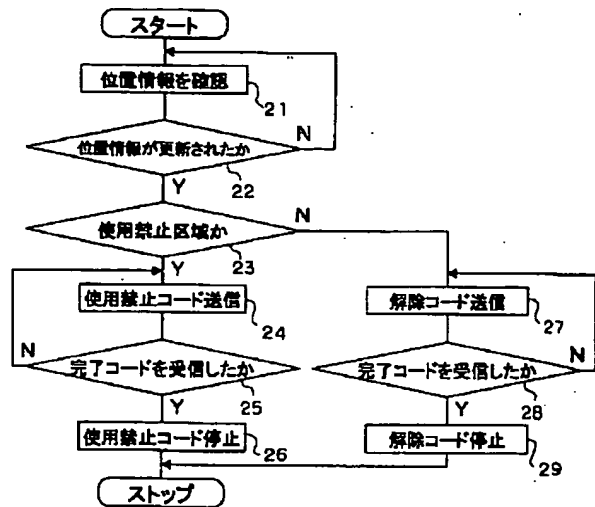 スタート
位置情報を確認
21
位置情報が更新されたか
N
22
Y
使用禁止区域か
N
23
Y
使用禁止コード送信
24
解除コード送信
27
N
完了コードを受信したか
25
Y
完了コードを受信したか
N
28
Y
使用禁止コード停止
26
解除コード停止
29
ストップ